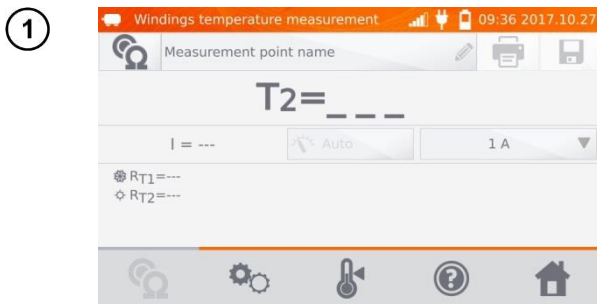 1
Windings temperature measurement 09:36 2017.10.27
Measurement point name
T2=_ _ _
I = --- Auto 1 A
RT1=---
RT2=---